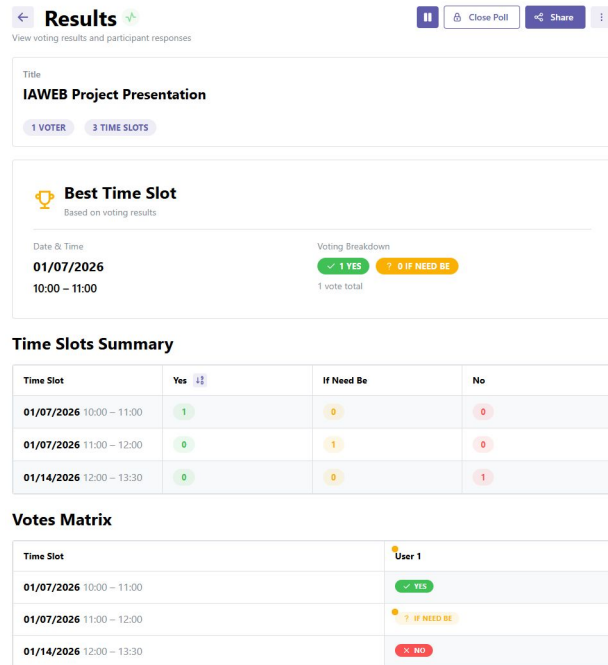 Results
View voting results and participant responses
Close Poll
Share
Title
IAWEB Project Presentation
1 VOTER 3 TIME SLOTS
Best Time Slot
Based on voting results
Date & Time Voting Breakdown
01/07/2026 1 YES ? 0 IF NEED BE
10:00 – 11:00 1 vote total
Time Slots Summary
Time Slot Yes If Need Be No
01/07/2026 10:00 – 11:00 1 0 0
01/07/2026 11:00 – 12:00 0 1 0
01/14/2026 12:00 – 13:30 0 0 1
Votes Matrix
Time Slot User 1
01/07/2026 10:00 – 11:00 YES
01/07/2026 11:00 – 12:00 ? IF NEED BE
01/14/2026 12:00 – 13:30 NO